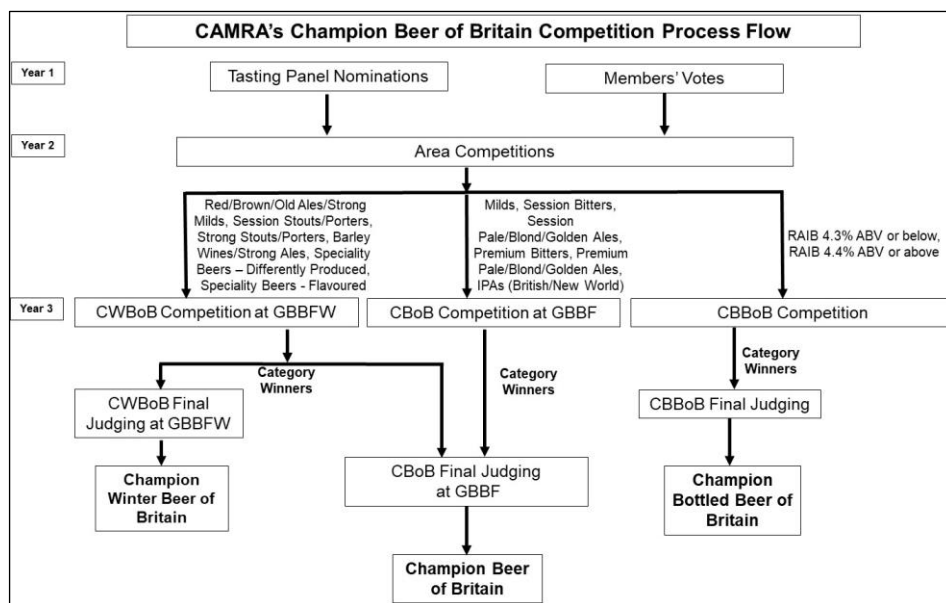 CAMRA's Champion Beer of Britain Competition Process Flow
Year 1
Tasting Panel Nominations
Members' Votes
Year 2
Area Competitions
Red/Brown/Old Ales/Strong
Milds, Session Stouts/Porters,
Strong Stouts/Porters, Barley
Wines/Strong Ales, Speciality
Beers – Differently Produced,
Speciality Beers - Flavoured
Milds, Session Bitters,
Session
Pale/Blond/Golden Ales,
Premium Bitters, Premium
Pale/Blond/Golden Ales,
IPAs (British/New World)
RAIB 4.3% ABV or below,
RAIB 4.4% ABV or above
Year 3
CWBoB Competition at GBBFW
CBoB Competition at GBBF
CBBoB Competition
Category
Winners
Category
Winners
Category
Winners
CWBoB Final
Judging at GBBFW
CBBoB Final Judging
CBoB Final Judging
at GBBF
Champion
Winter Beer of
Britain
Champion
Bottled Beer of
Britain
Champion Beer
of Britain